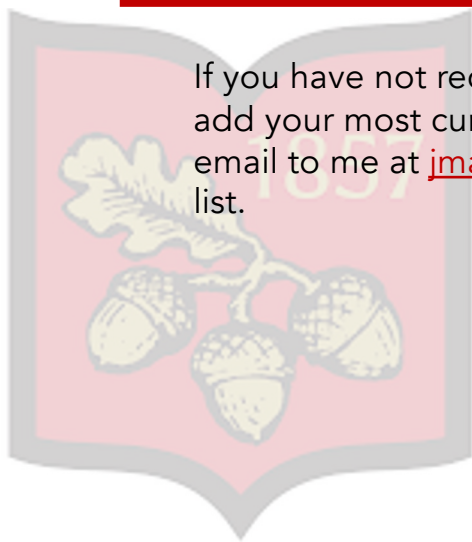 If you have not rec
add your most cur
email to me at jma
list.
1857